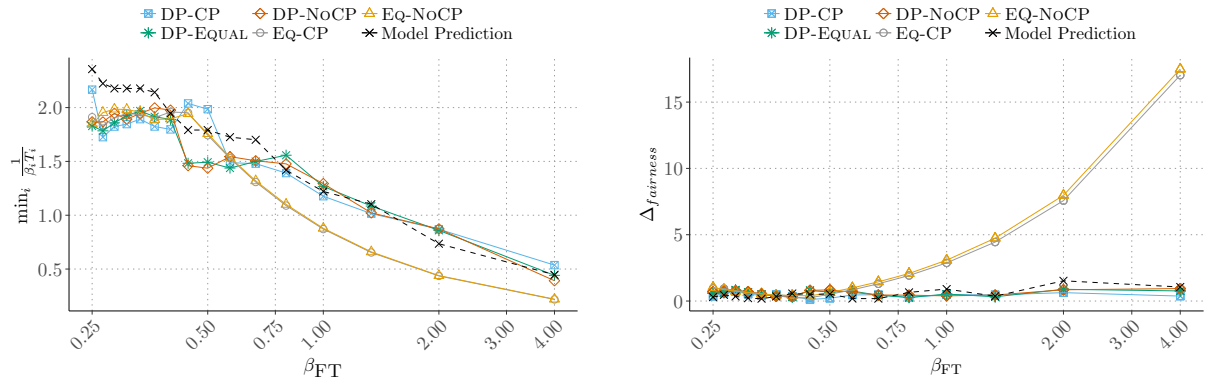 DP-CP DP-NoCP Eq-NoCP
DP-Equal Eq-CP Model Prediction
min_i 1/(β_i T_i)
2.0
1.5
1.0
0.5
0.25 0.50 0.75 1.00 2.00 3.00 4.00
β_FT
DP-CP DP-NoCP Eq-NoCP
DP-Equal Eq-CP Model Prediction
Δ_fairness
15
10
5
0
0.25 0.50 0.75 1.00 2.00 3.00 4.00
β_FT